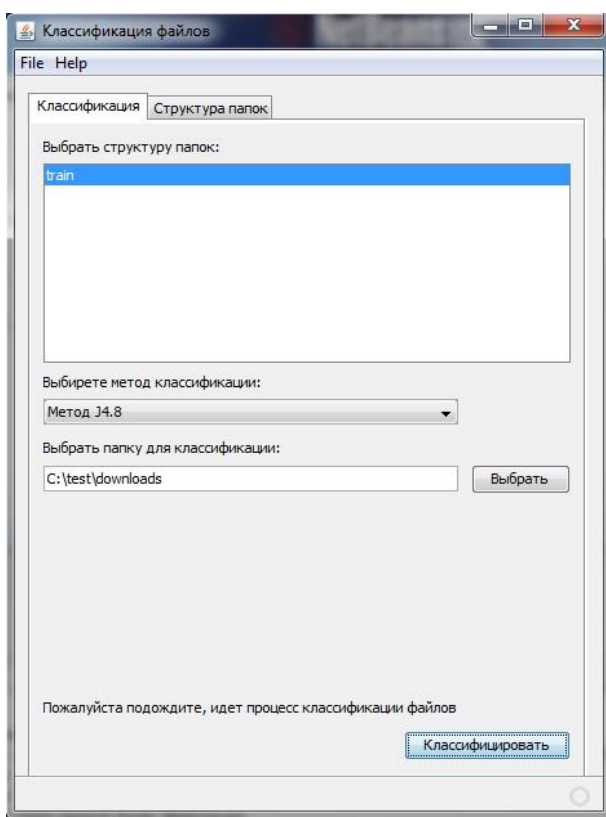 Классификация файлов
File Help
Классификация Структура папок
Выбрать структуру папок:
train
Выбирете метод классификации:
Метод J4.8
Выбрать папку для классификации:
C:\test\downloads Выбрать
Пожалуйста подождите, идет процесс классификации файлов
Классифицировать